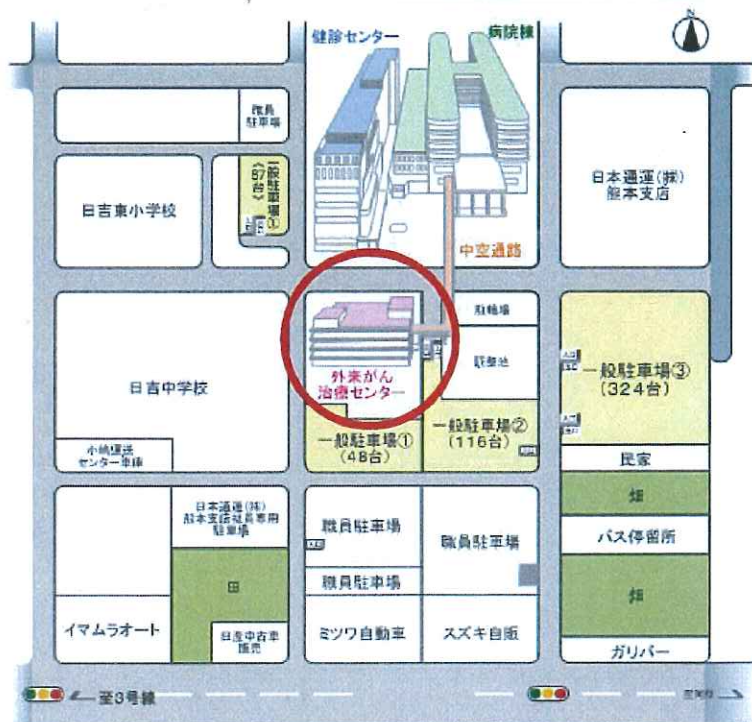 N
健診センター
病院棟
職員
駐車場
日吉東小学校
一般駐車場①
(67台)
日本通運(株)
熊本支店
中空通路
日吉中学校
外来がん
治療センター
駐輪場
調整池
一般駐車場③
(324台)
一般駐車場①
(48台)
一般駐車場②
(116台)
小嶋運送
センター車庫
民家
畑
日本通運(株)
熊本支店社員専用
駐車場
職員駐車場
職員駐車場
バス停留所
田
職員駐車場
畑
イマムラオート
日産中古車
販売
ミツワ自動車
スズキ自販
ガリバー
至3号線